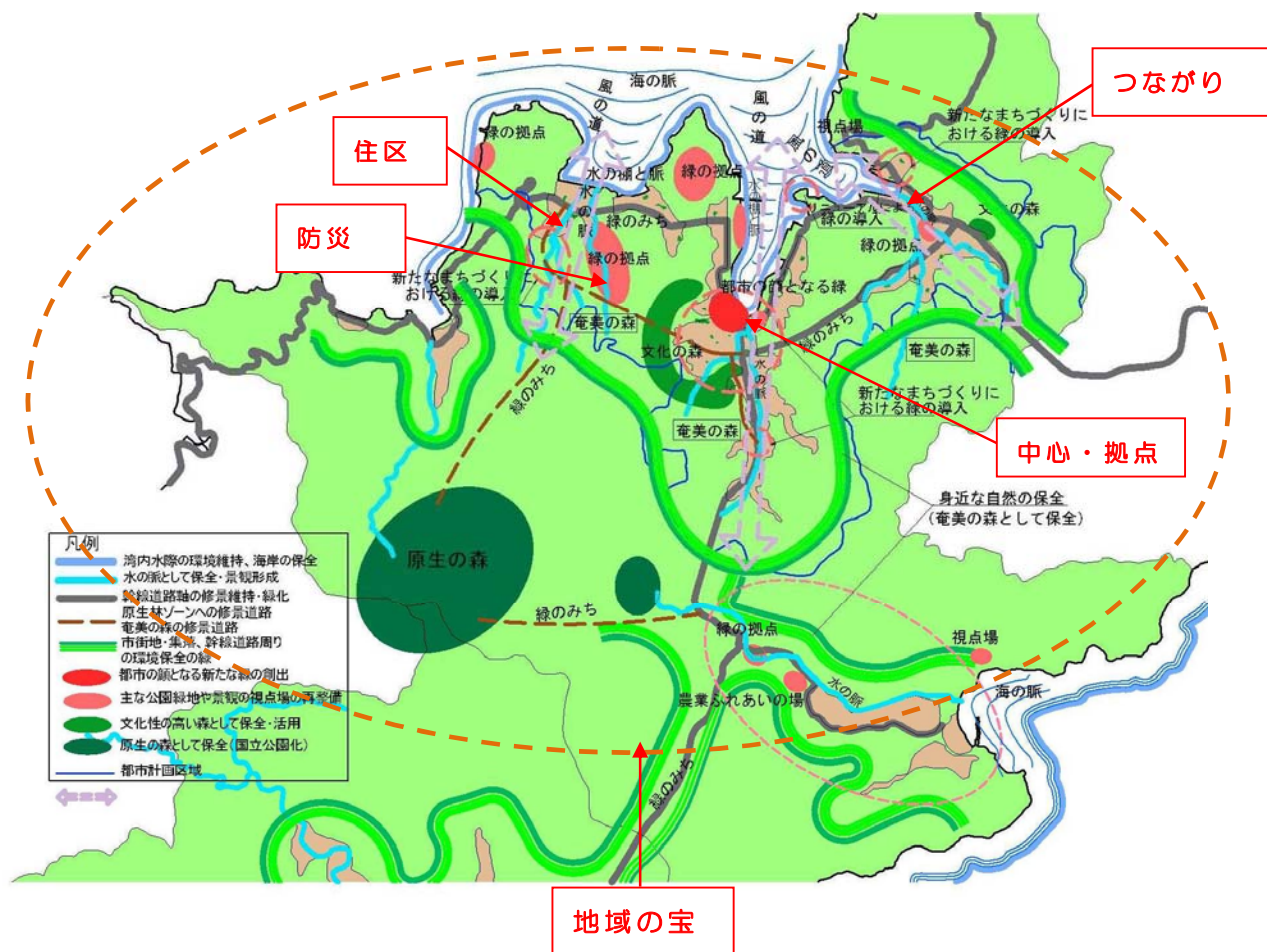 海の脈
つながり
風の道
風の道
視点場
新たなまちづくりに
おける緑の導入
緑の拠点
住区
緑の拠点
緑のみち
緑の導入
文化の森
防災
緑の拠点
緑の拠点
新たなまちづくりに
おける緑の導入
都市の顔となる緑
奄美の森
文化の森
緑のみち
奄美の森
水の脈
緑のみち
新たなまちづくりに
おける緑の導入
奄美の森
中心・拠点
身近な自然の保全
(奄美の森として保全)
原生の森
緑のみち
緑の拠点
視点場
農業ふれあいの場
水の脈
海の脈
緑のみち
凡例
湾内水際の環境維持、海岸の保全
水の脈として保全・景観形成
幹線道路軸の修景維持・緑化
原生林ゾーンへの修景道路
奄美の森の修景道路
市街地・集落、幹線道路周り
の環境保全の緑
都市の顔となる新たな緑の創出
主な公園緑地や景観の視点場の再整備
文化性の高い森として保全・活用
原生の森として保全(国立公園化)
都市計画区域
地域の宝